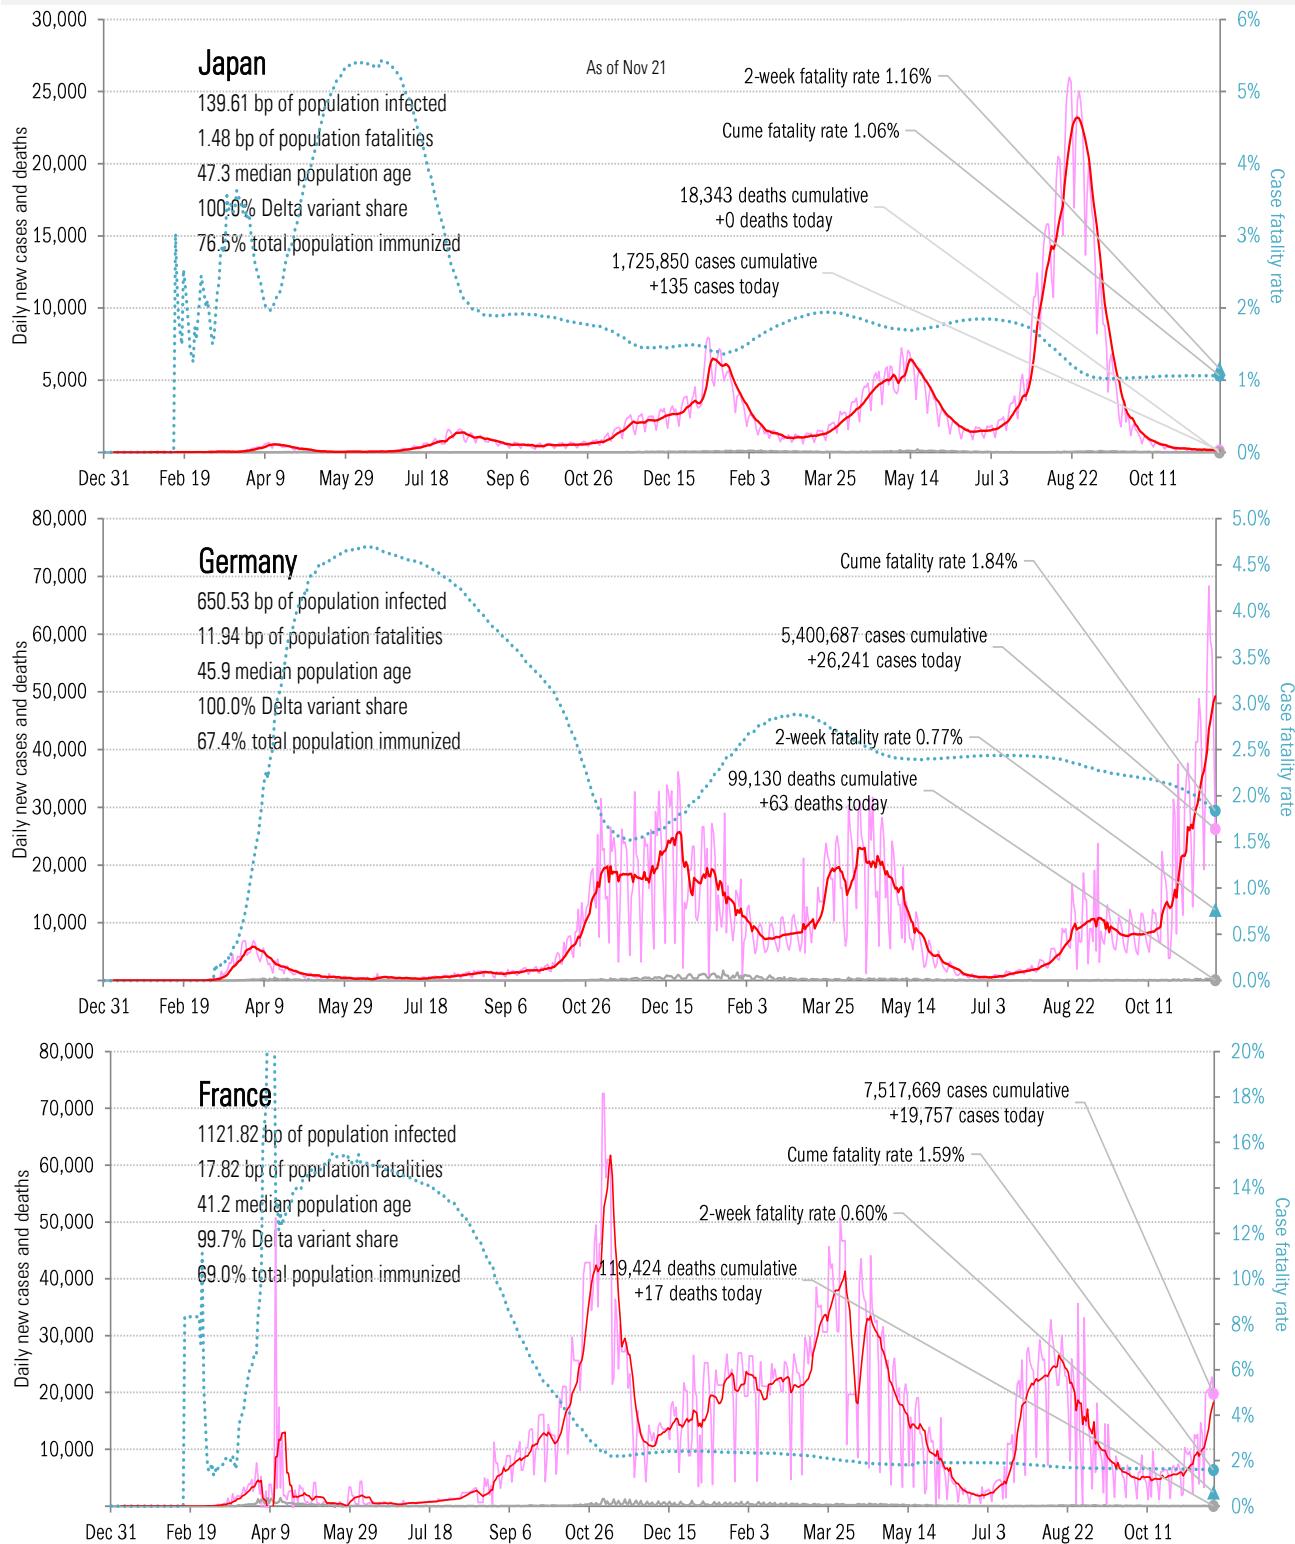 30,000
25,000
20,000
15,000
10,000
5,000
Daily new cases and deaths
Japan
139.61 bp of population infected
1.48 bp of population fatalities
47.3 median population age
100.0% Delta variant share
76.5% total population immunized
As of Nov 21
2-week fatality rate 1.16%
Cume fatality rate 1.06%
18,343 deaths cumulative
+0 deaths today
1,725,850 cases cumulative
+135 cases today
6%
5%
4%
3%
2%
1%
0%
Case fatality rate
Dec 31 Feb 19 Apr 9 May 29 Jul 18 Sep 6 Oct 26 Dec 15 Feb 3 Mar 25 May 14 Jul 3 Aug 22 Oct 11
80,000
70,000
60,000
50,000
40,000
30,000
20,000
10,000
Daily new cases and deaths
Germany
650.53 bp of population infected
11.94 bp of population fatalities
45.9 median population age
100.0% Delta variant share
67.4% total population immunized
Cume fatality rate 1.84%
5,400,687 cases cumulative
+26,241 cases today
2-week fatality rate 0.77%
99,130 deaths cumulative
+63 deaths today
5.0%
4.5%
4.0%
3.5%
3.0%
2.5%
2.0%
1.5%
1.0%
0.5%
0.0%
Case fatality rate
Dec 31 Feb 19 Apr 9 May 29 Jul 18 Sep 6 Oct 26 Dec 15 Feb 3 Mar 25 May 14 Jul 3 Aug 22 Oct 11
80,000
70,000
60,000
50,000
40,000
30,000
20,000
10,000
Daily new cases and deaths
France
1121.82 bp of population infected
17.82 bp of population fatalities
41.2 median population age
99.7% Delta variant share
69.0% total population immunized
7,517,669 cases cumulative
+19,757 cases today
Cume fatality rate 1.59%
2-week fatality rate 0.60%
119,424 deaths cumulative
+17 deaths today
20%
18%
16%
14%
12%
10%
8%
6%
4%
2%
0%
Case fatality rate
Dec 31 Feb 19 Apr 9 May 29 Jul 18 Sep 6 Oct 26 Dec 15 Feb 3 Mar 25 May 14 Jul 3 Aug 22 Oct 11